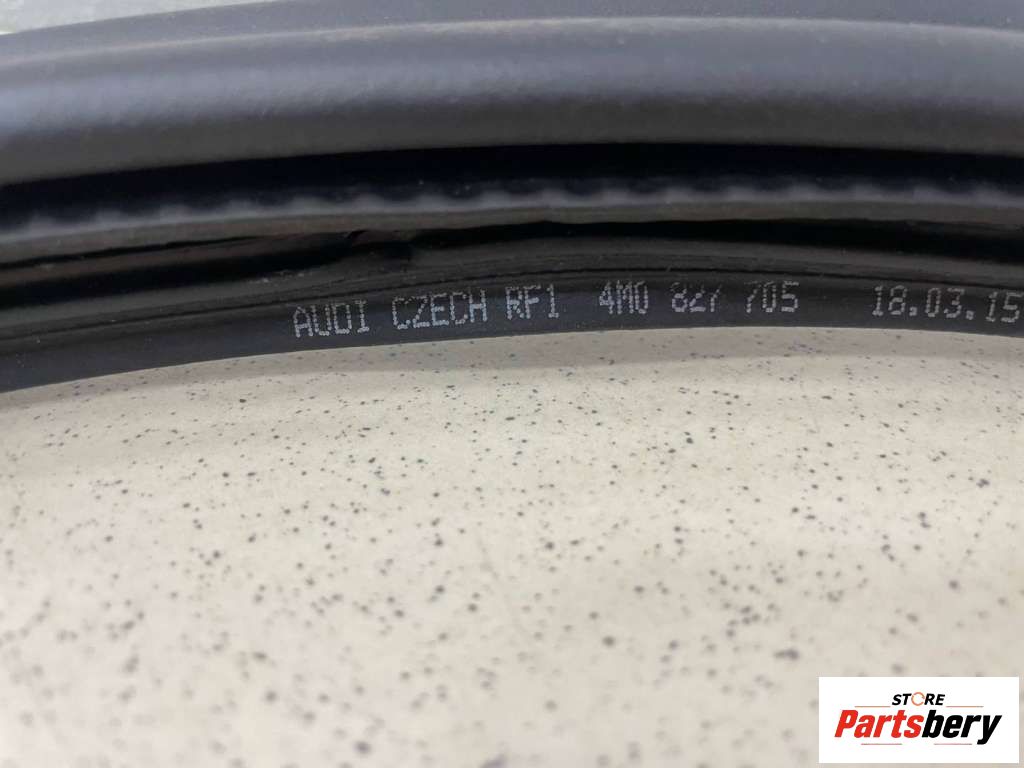 AUDI CZECH RF1 4M0 827 705 18.03.15
STORE
Partsbery